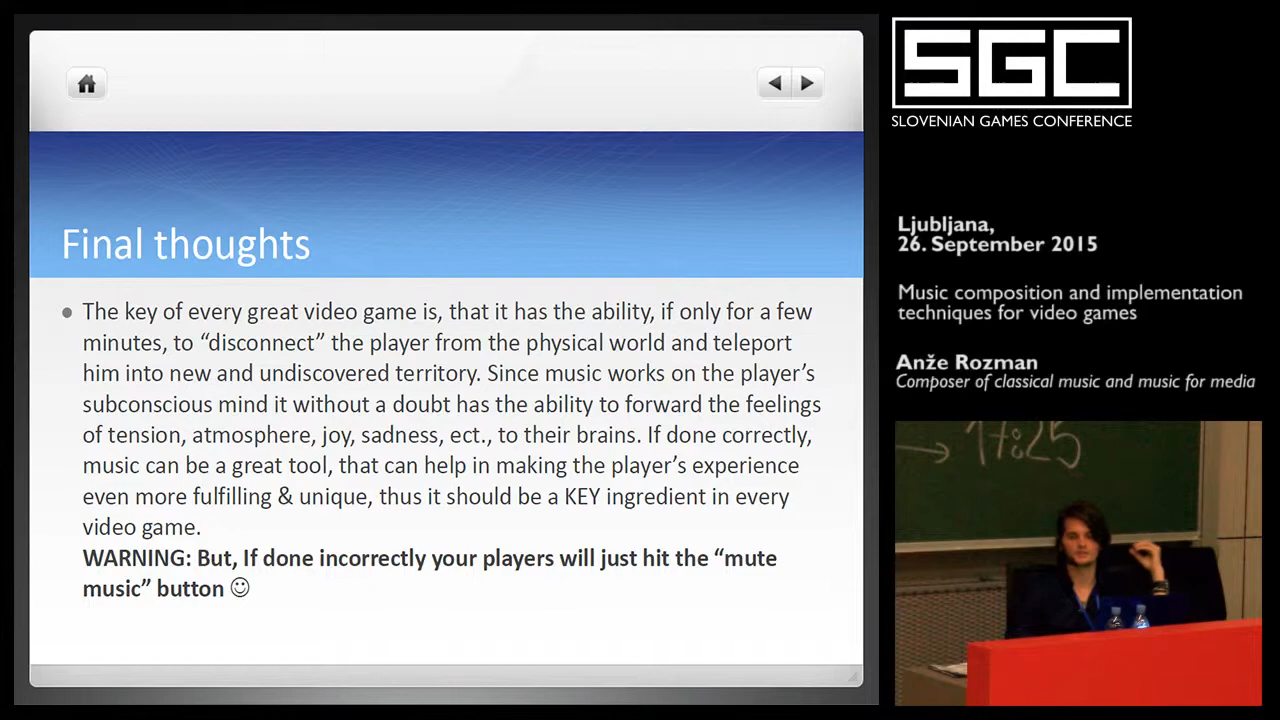 Final thoughts
The key of every great video game is, that it has the ability, if only for a few
minutes, to “disconnect” the player from the physical world and teleport
him into new and undiscovered territory. Since music works on the player’s
subconscious mind it without a doubt has the ability to forward the feelings
of tension, atmosphere, joy, sadness, ect., to their brains. If done correctly,
music can be a great tool, that can help in making the player’s experience
even more fulfilling & unique, thus it should be a KEY ingredient in every
video game.
WARNING: But, If done incorrectly your players will just hit the “mute
music” button ☺
SGC
SLOVENIAN GAMES CONFERENCE
Ljubljana,
26. September 2015
Music composition and implementation
techniques for video games
Anže Rozman
Composer of classical music and music for media
→ 17:25